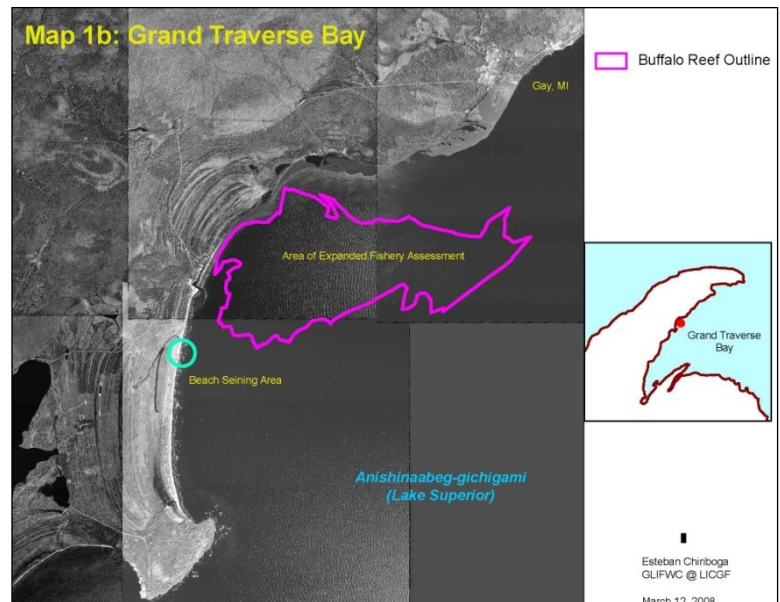 Map 1b: Grand Traverse Bay
Buffalo Reef Outline
Gay, MI
Area of Expanded Fishery Assessment
Grand Traverse
Bay
Beach Seining Area
Anishinaabeg-gichigami
(Lake Superior)
Esteban Chiriboga
GLIFWC @ LICGF
March 12, 2008